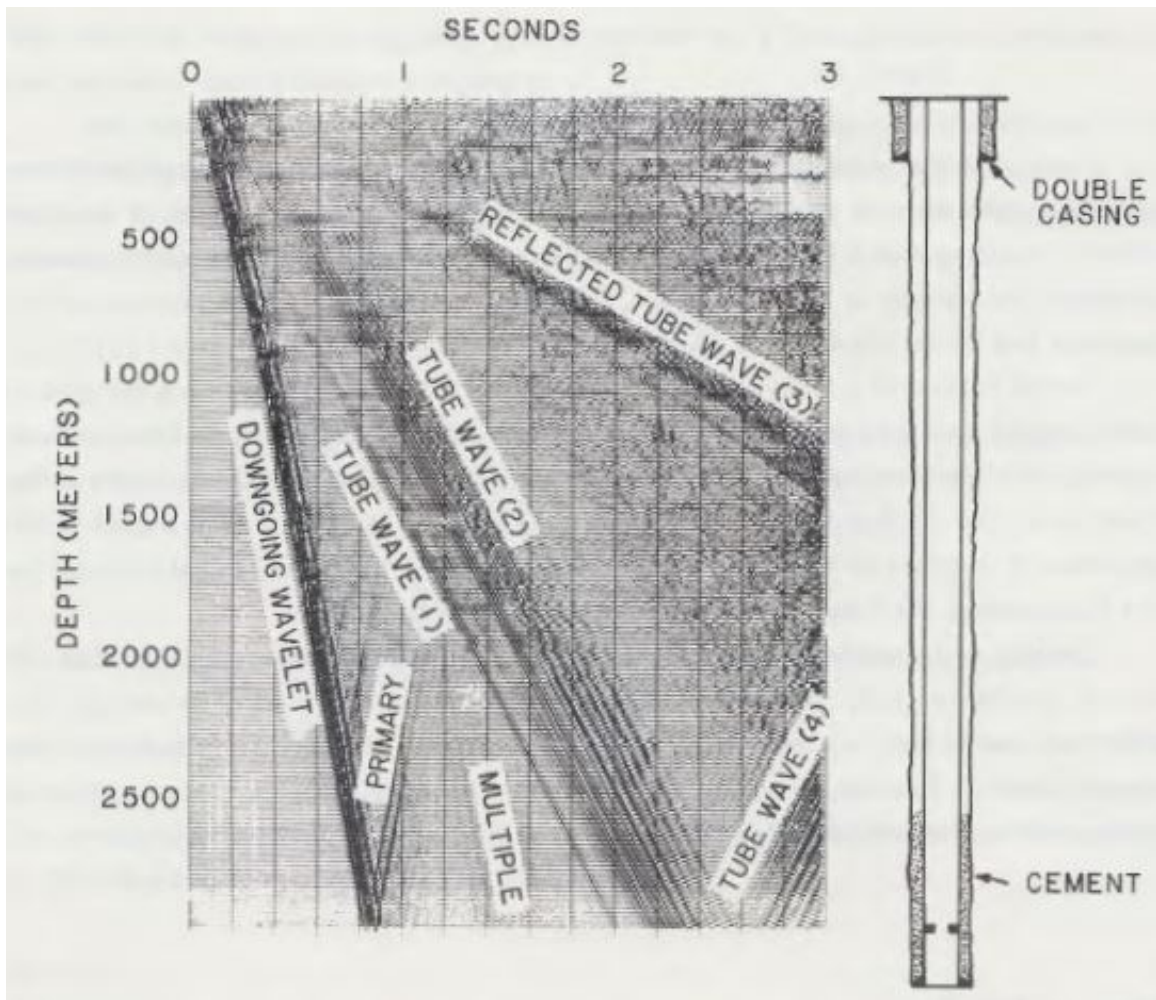 SECONDS
0 1 2 3
500
1000
1500
2000
2500
DEPTH (METERS)
DOWNGOING WAVELET
PRIMARY
TUBE WAVE (1)
TUBE WAVE (2)
REFLECTED TUBE WAVE (3)
MULTIPLE
TUBE WAVE (4)
DOUBLE
CASING
CEMENT